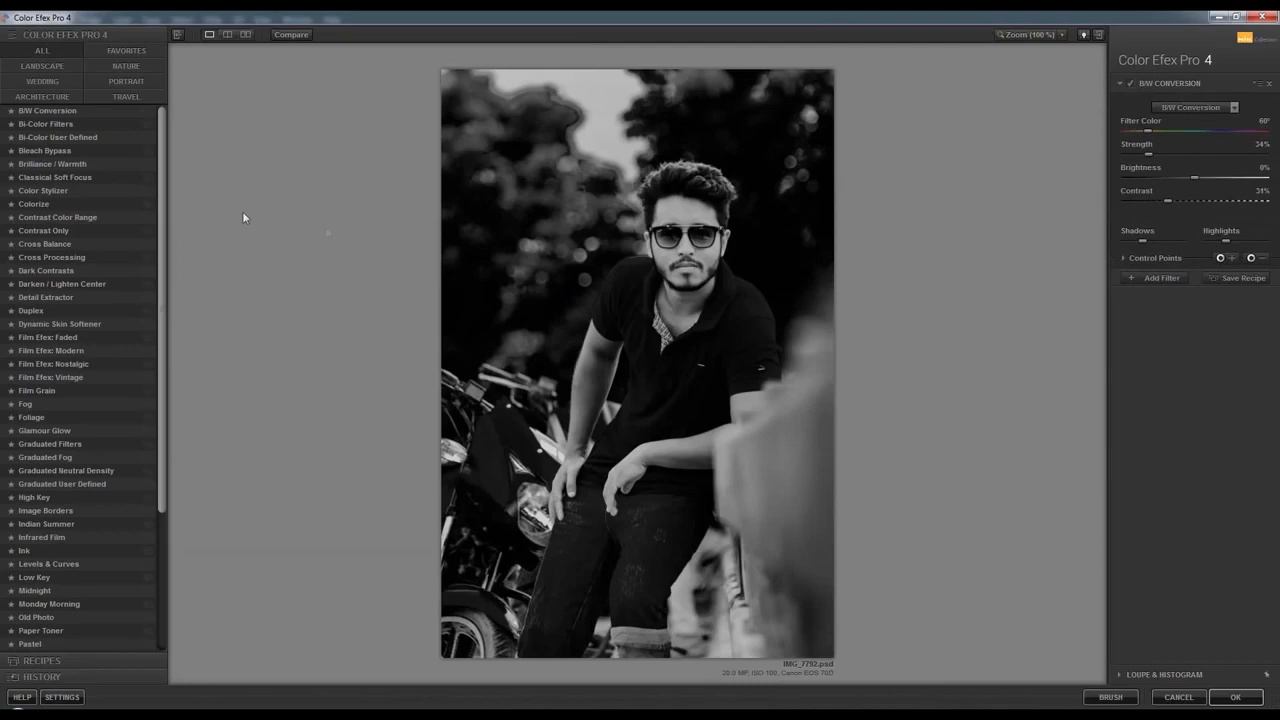 Color Efex Pro 4
COLOR EFEX PRO 4
ALL FAVORITES
LANDSCAPE NATURE
WEDDING PORTRAIT
ARCHITECTURE TRAVEL
B/W Conversion
Bi-Color Filters
Bi-Color User Defined
Bleach Bypass
Brilliance / Warmth
Classical Soft Focus
Color Stylizer
Colorize
Contrast Color Range
Contrast Only
Cross Balance
Cross Processing
Dark Contrasts
Darken / Lighten Center
Detail Extractor
Duplex
Dynamic Skin Softener
Film Efex: Faded
Film Efex: Modern
Film Efex: Nostalgic
Film Efex: Vintage
Film Grain
Fog
Foliage
Glamour Glow
Graduated Filters
Graduated Fog
Graduated Neutral Density
Graduated User Defined
High Key
Image Borders
Indian Summer
Infrared Film
Ink
Levels & Curves
Low Key
Midnight
Monday Morning
Old Photo
Paper Toner
Pastel
RECIPES
HISTORY
HELP SETTINGS
Compare
Zoom (100 %)
IMG_7792.psd
20.0 MP, ISO 100, Canon EOS 70D
Color Efex Pro 4
B/W CONVERSION
B/W Conversion
Filter Color 60°
Strength 34%
Brightness 0%
Contrast 31%
Shadows Highlights
Control Points + −
+ Add Filter Save Recipe
LOUPE & HISTOGRAM
BRUSH CANCEL OK